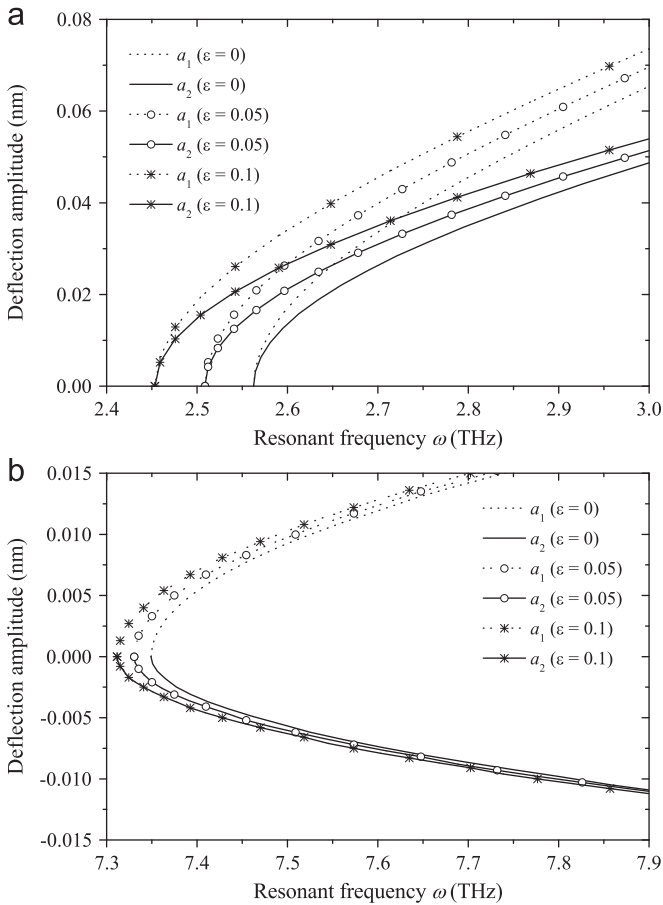 a
0.08
0.06
0.04
0.02
0.00
Deflection amplitude (nm)
a1 (ε = 0)
a2 (ε = 0)
a1 (ε = 0.05)
a2 (ε = 0.05)
a1 (ε = 0.1)
a2 (ε = 0.1)
2.4 2.5 2.6 2.7 2.8 2.9 3.0
Resonant frequency ω (THz)
b
0.015
0.010
0.005
0.000
-0.005
-0.010
-0.015
Deflection amplitude (nm)
a1 (ε = 0)
a2 (ε = 0)
a1 (ε = 0.05)
a2 (ε = 0.05)
a1 (ε = 0.1)
a2 (ε = 0.1)
7.3 7.4 7.5 7.6 7.7 7.8 7.9
Resonant frequency ω (THz)